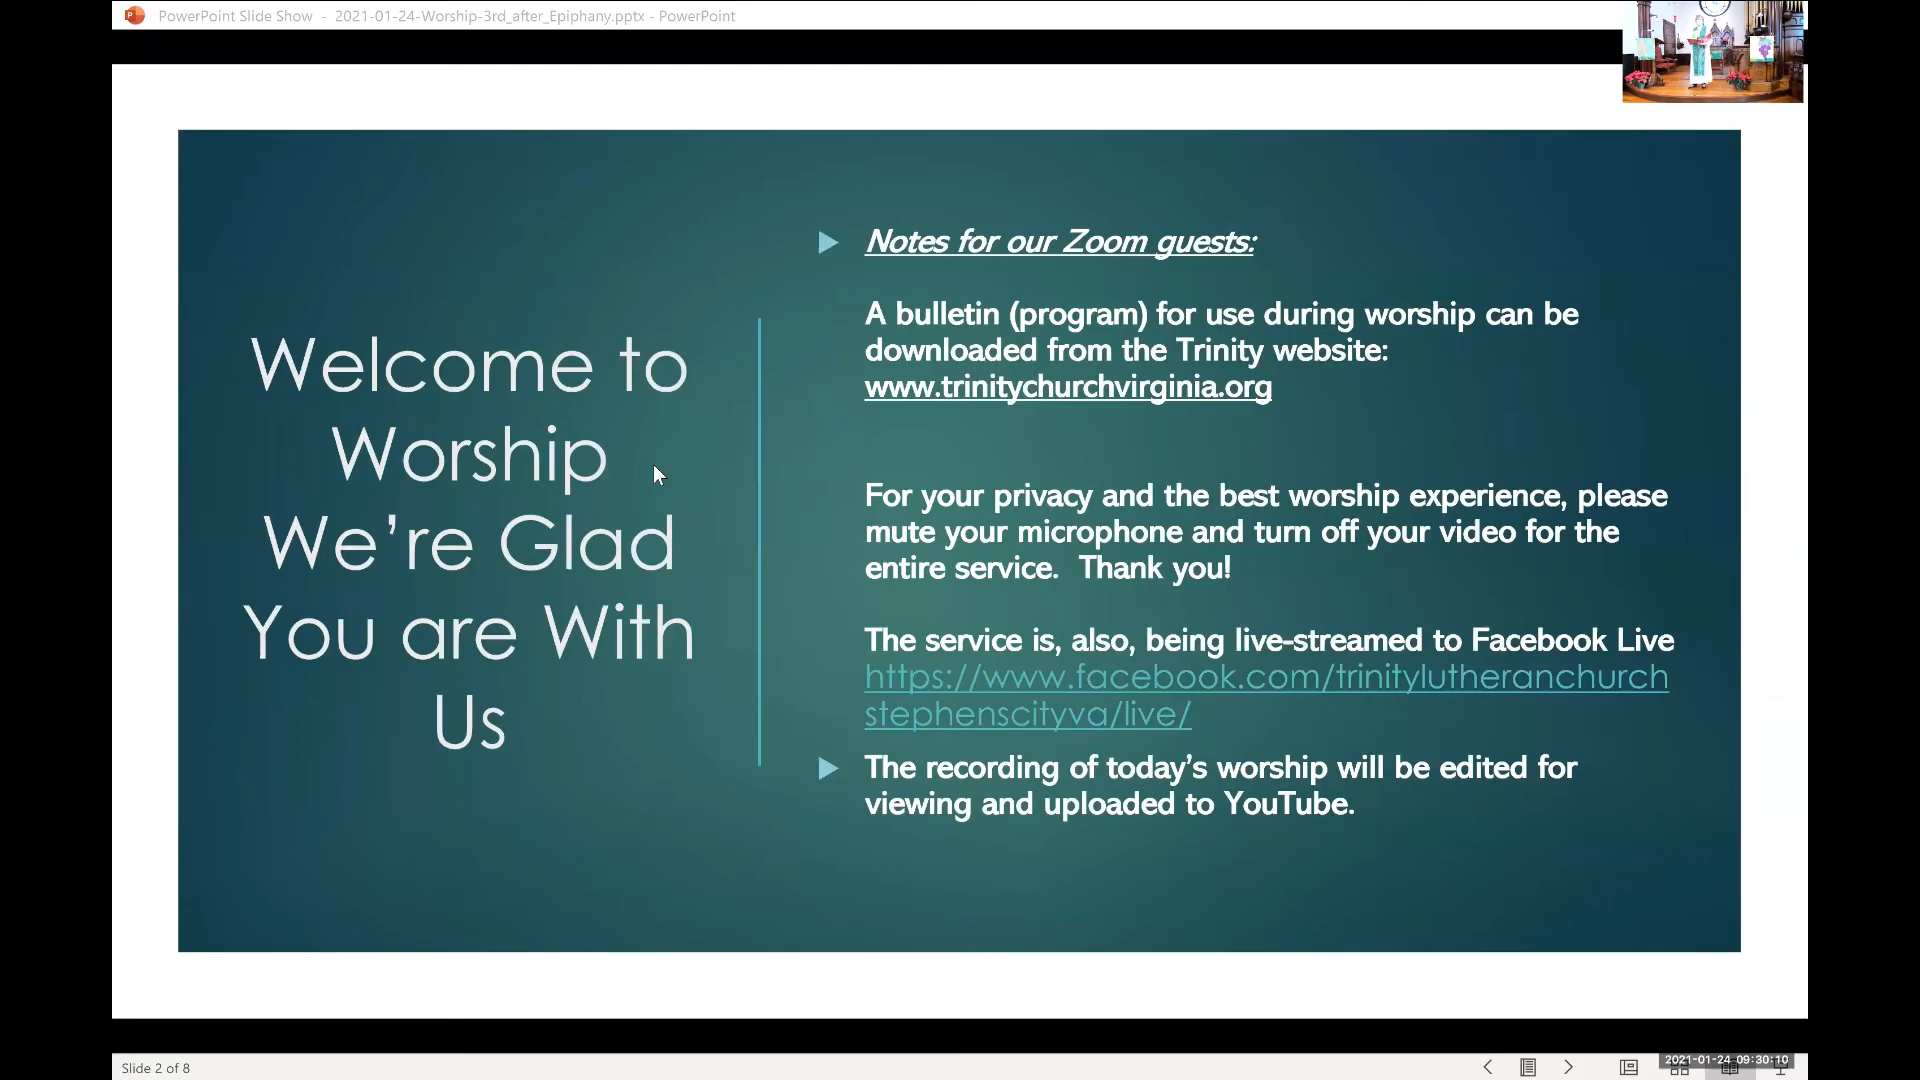 PowerPoint Slide Show - 2021-01-24-Worship-3rd_after_Epiphany.pptx - PowerPoint
Welcome to
Worship
We're Glad
You are With
Us
Notes for our Zoom guests:
A bulletin (program) for use during worship can be
downloaded from the Trinity website:
www.trinitychurchvirginia.org
For your privacy and the best worship experience, please
mute your microphone and turn off your video for the
entire service.  Thank you!
The service is, also, being live-streamed to Facebook Live
https://www.facebook.com/trinitylutheranchurch
stephenscityva/live/
The recording of today's worship will be edited for
viewing and uploaded to YouTube.
Slide 2 of 8
2021-01-24 09:30:10